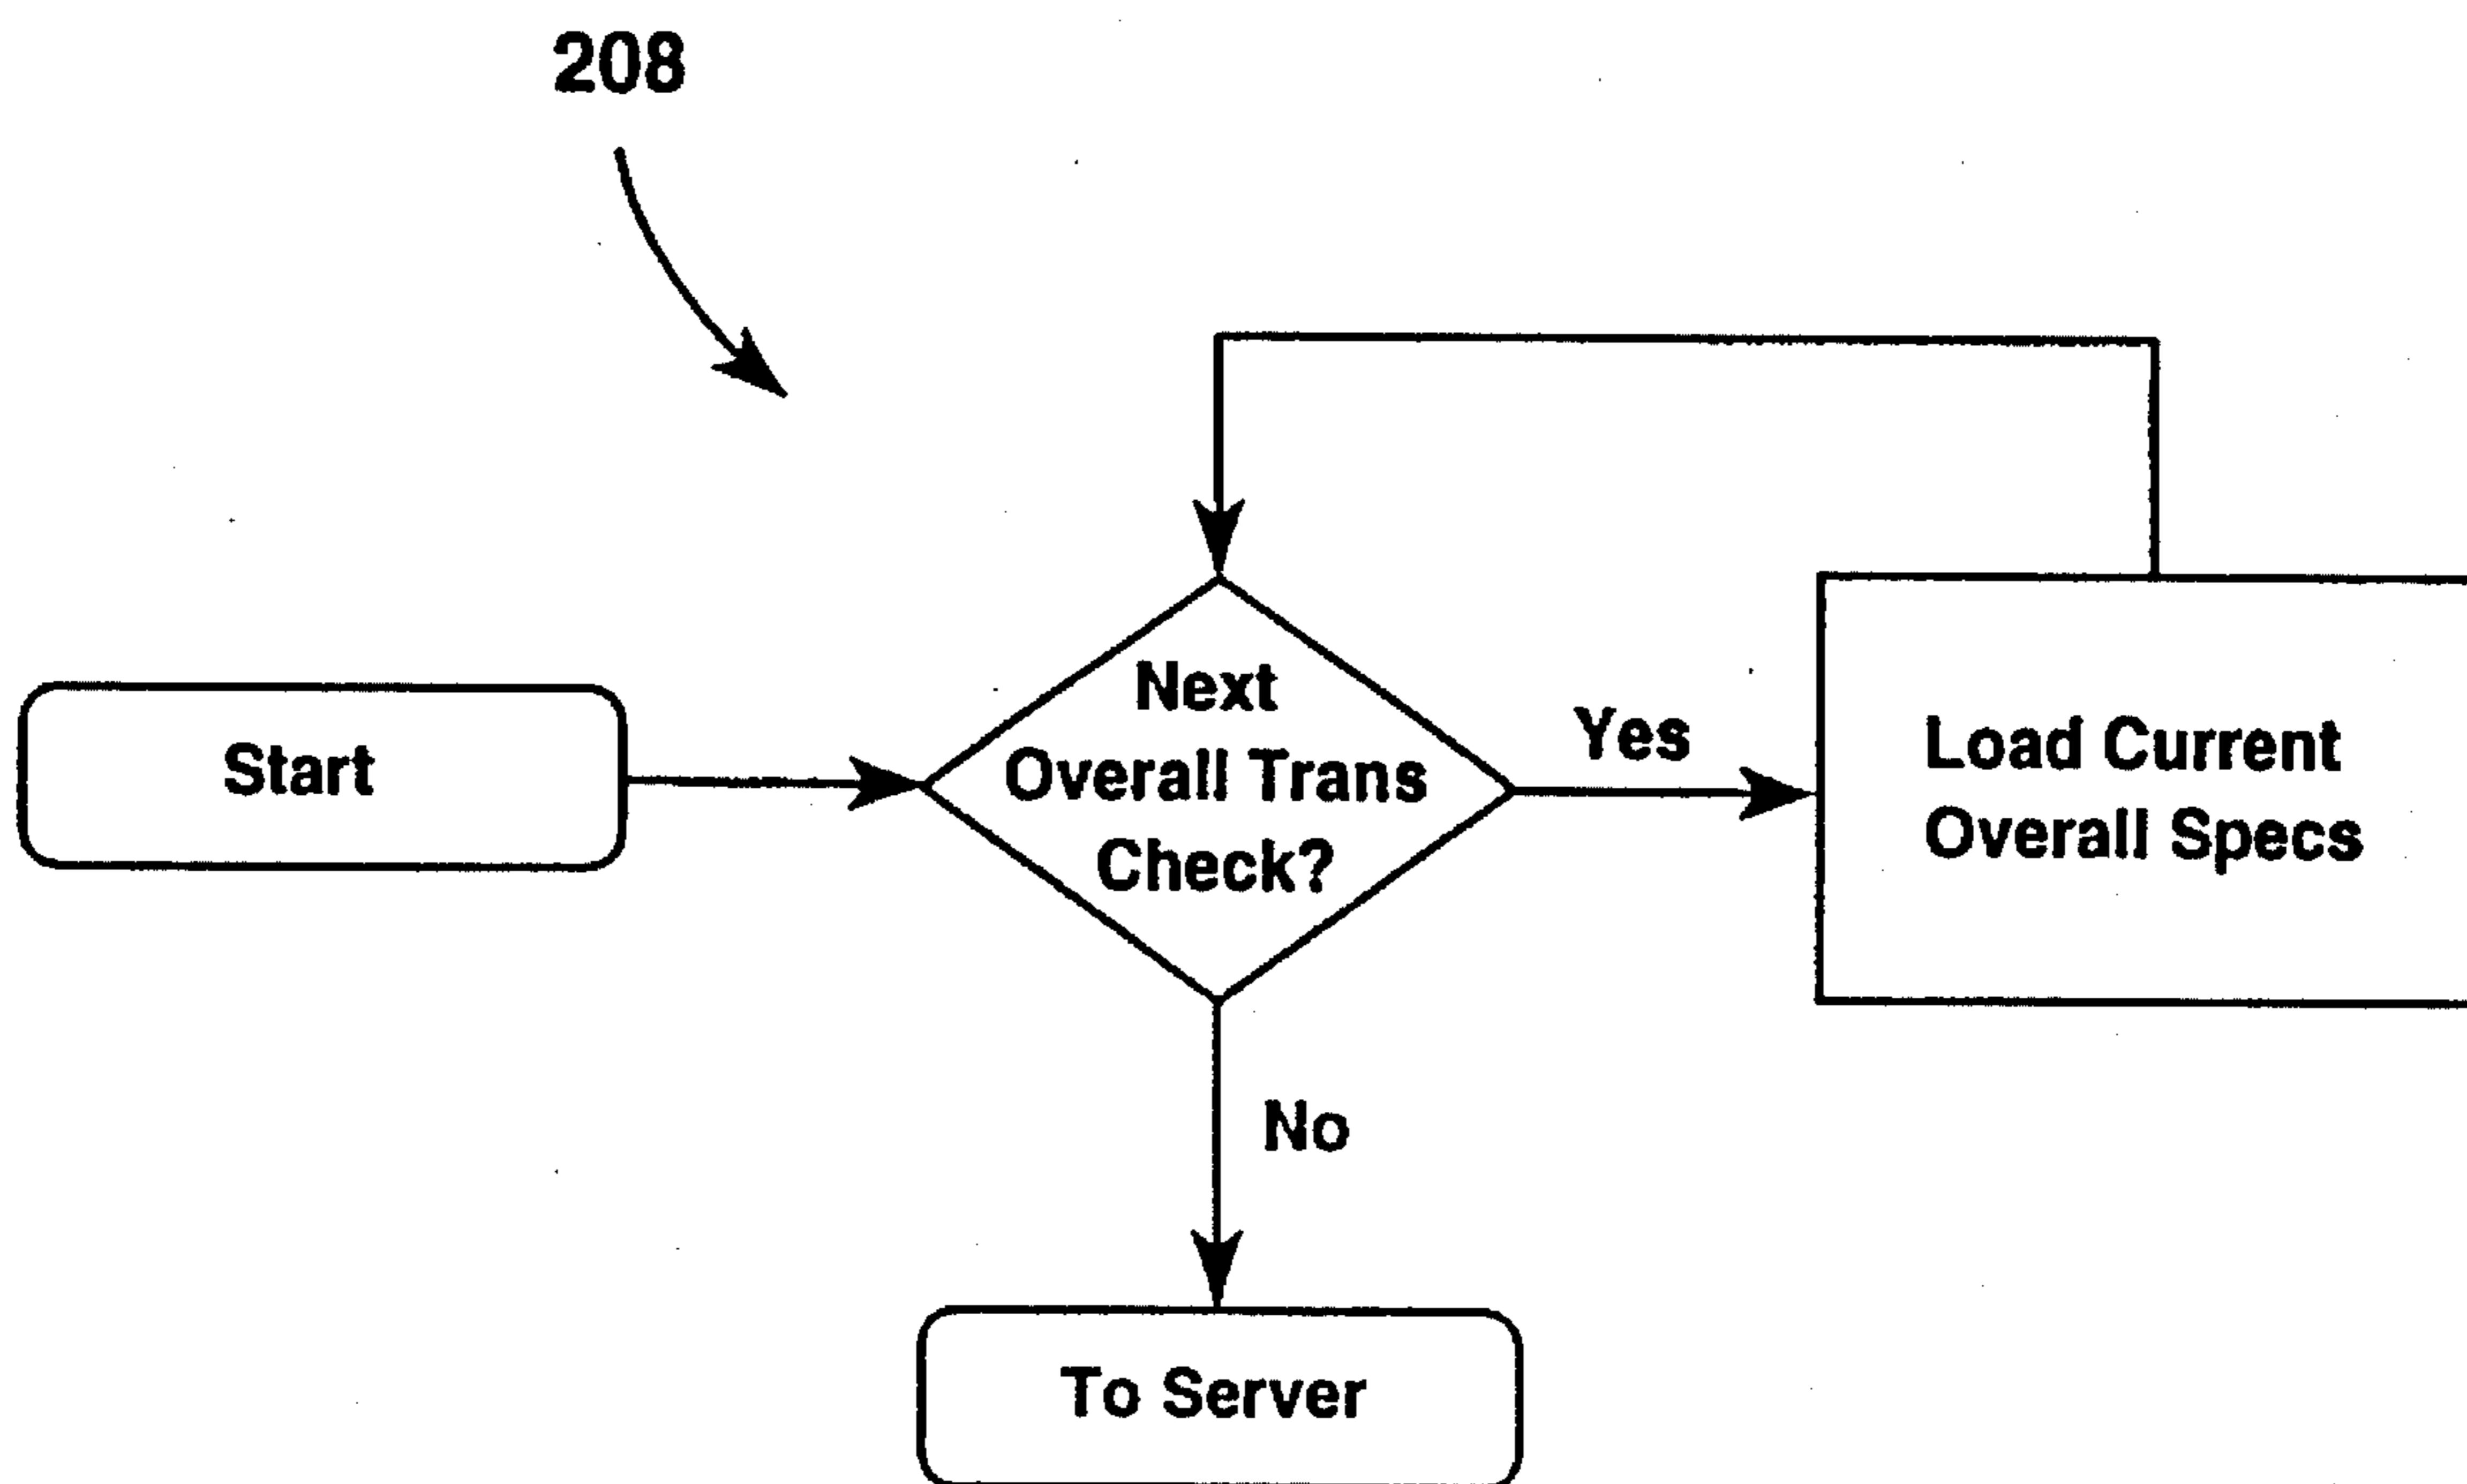 208
Start
Next
Overall Trans
Check?
Yes
Load Current
Overall Specs
No
To Server